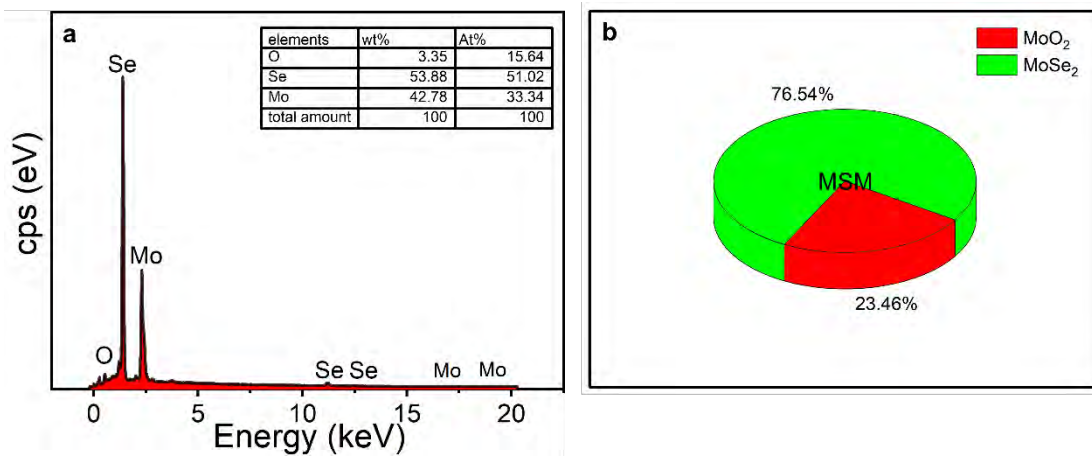 a
elements wt% At%
O 3.35 15.64
Se 53.88 51.02
Mo 42.78 33.34
total amount 100 100
Se
Mo
O
Se Se Mo Mo
cps (eV)
0 5 10 15 20
Energy (keV)
b
MoO₂
MoSe₂
76.54%
MSM
23.46%